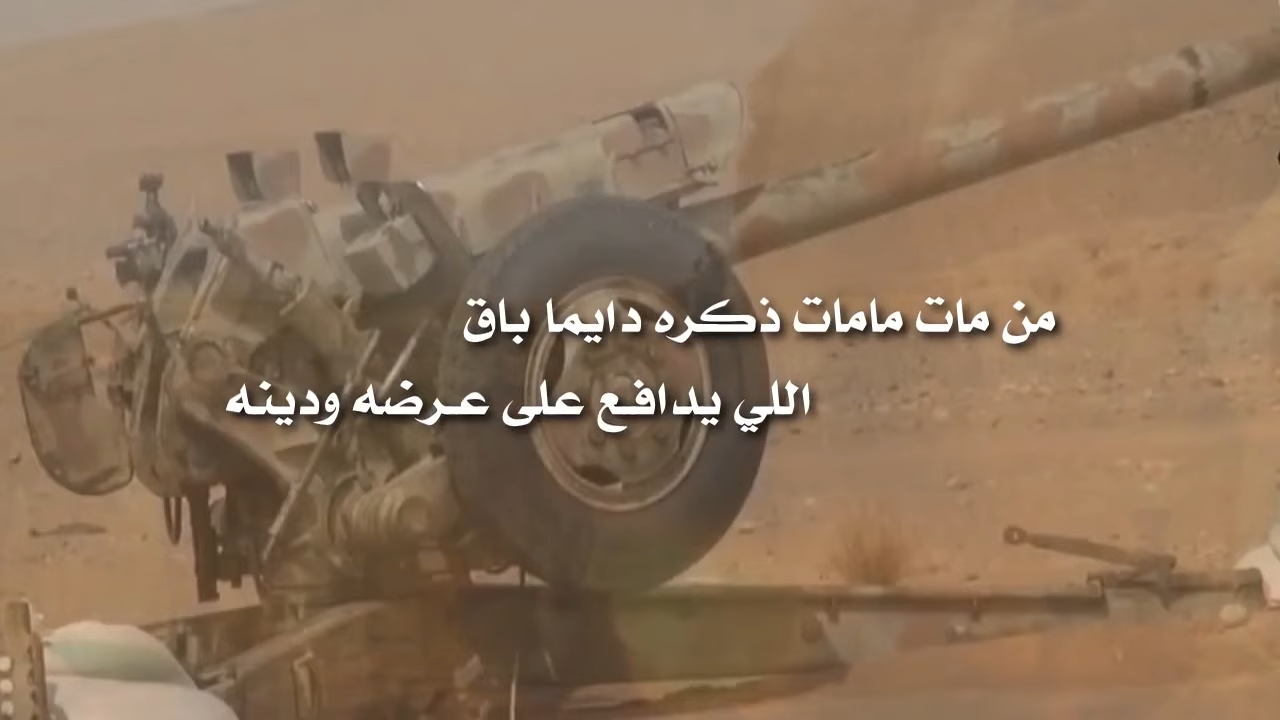 من مات مامات ذكره دايما باق
اللي يدافع على عرضه ودينه